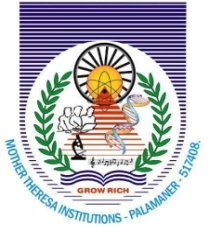 GROW RICH
MOTHER THERESA INSTITUTIONS - PALAMANER - 517408.